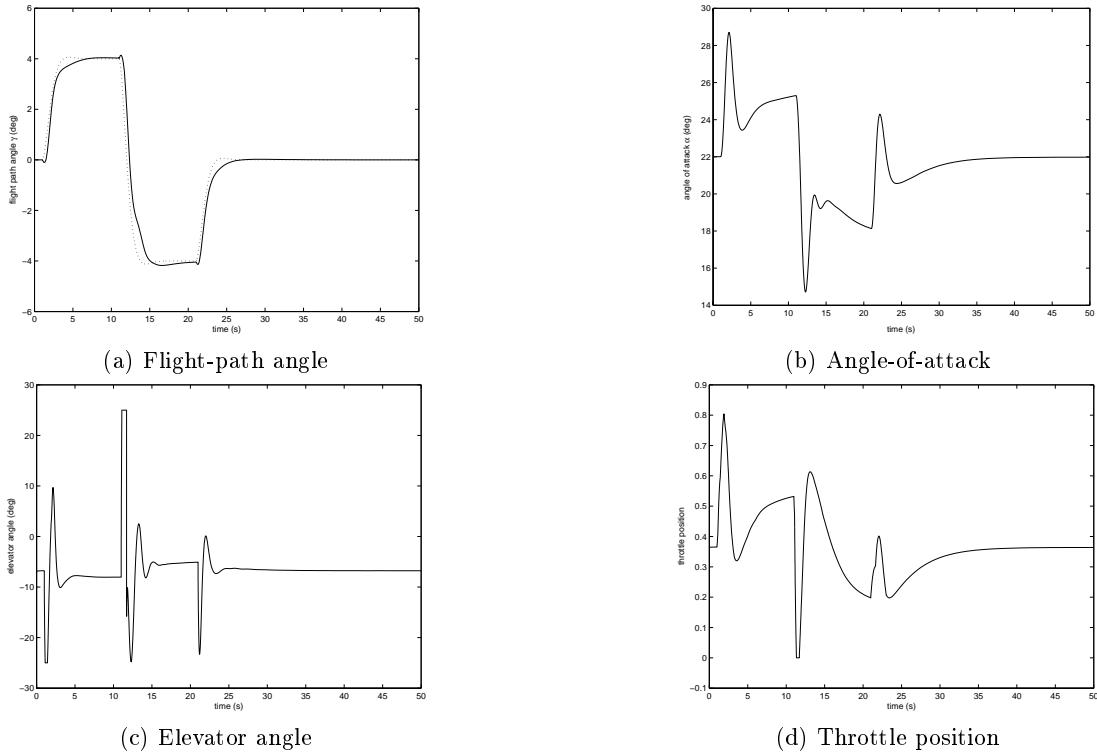 6
4
2
0
−2
−4
−6
flight path angle γ (deg)
0 5 10 15 20 25 30 35 40 45 50
time (s)
(a) Flight-path angle
30
28
26
24
22
20
18
16
14
angle of attack α (deg)
0 5 10 15 20 25 30 35 40 45 50
time (s)
(b) Angle-of-attack
30
20
10
0
−10
−20
−30
elevator angle (deg)
0 5 10 15 20 25 30 35 40 45 50
time (s)
(c) Elevator angle
0.9
0.8
0.7
0.6
0.5
0.4
0.3
0.2
0.1
0
−0.1
throttle position
0 5 10 15 20 25 30 35 40 45 50
time (s)
(d) Throttle position